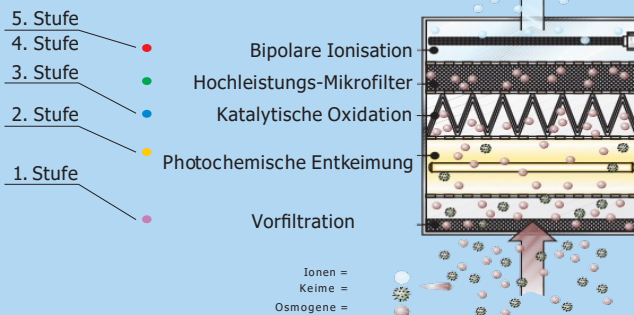 5. Stufe
4. Stufe
3. Stufe
2. Stufe
1. Stufe
Bipolare Ionisation
Hochleistungs-Mikrofilter
Katalytische Oxidation
Photochemische Entkeimung
Vorfiltration
Ionen =
Keime =
Osmogene =